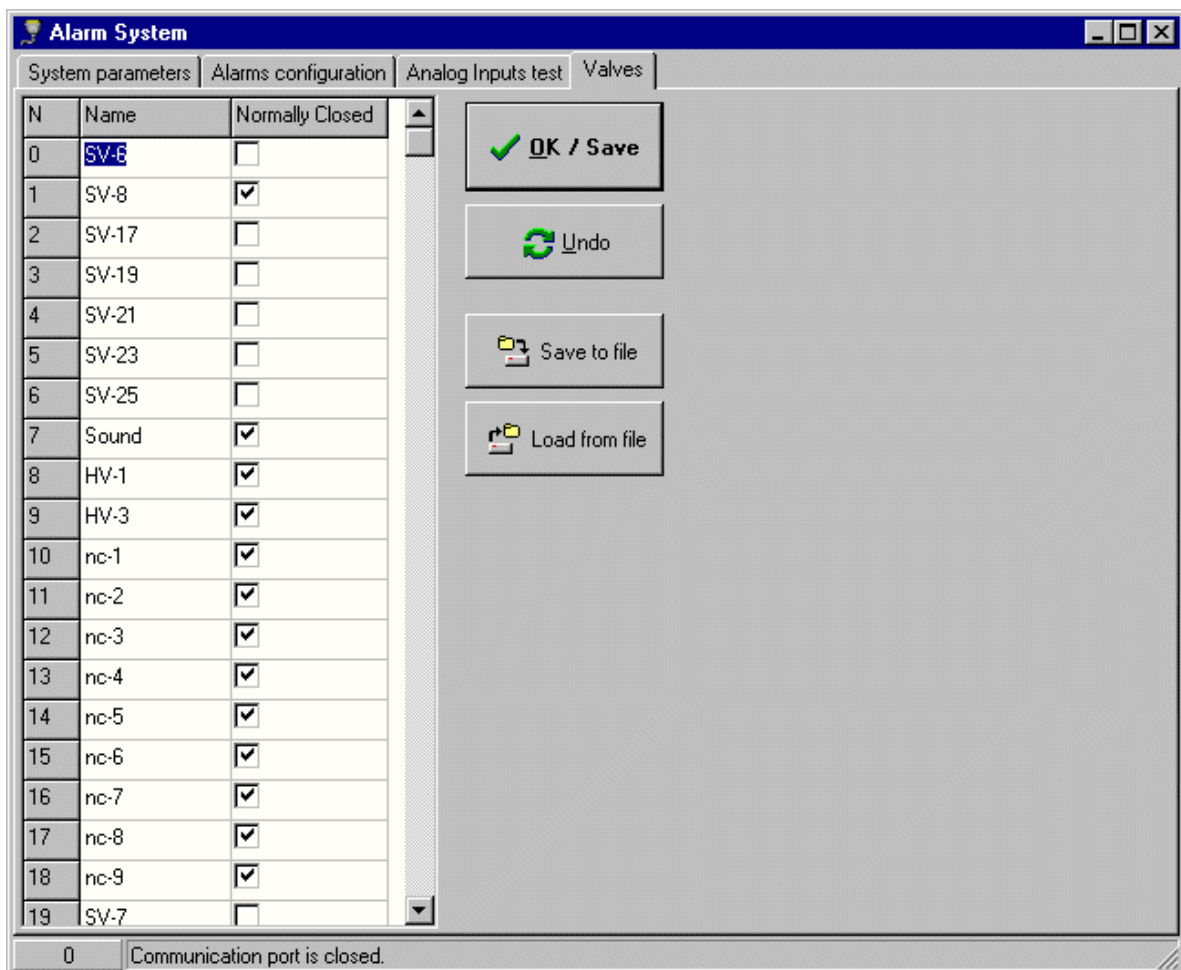 Alarm System
System parameters Alarms configuration Analog Inputs test Valves
N Name Normally Closed
0 SV-6
1 SV-8
2 SV-17
3 SV-19
4 SV-21
5 SV-23
6 SV-25
7 Sound
8 HV-1
9 HV-3
10 nc-1
11 nc-2
12 nc-3
13 nc-4
14 nc-5
15 nc-6
16 nc-7
17 nc-8
18 nc-9
19 SV-7
OK / Save
Undo
Save to file
Load from file
0 Communication port is closed.